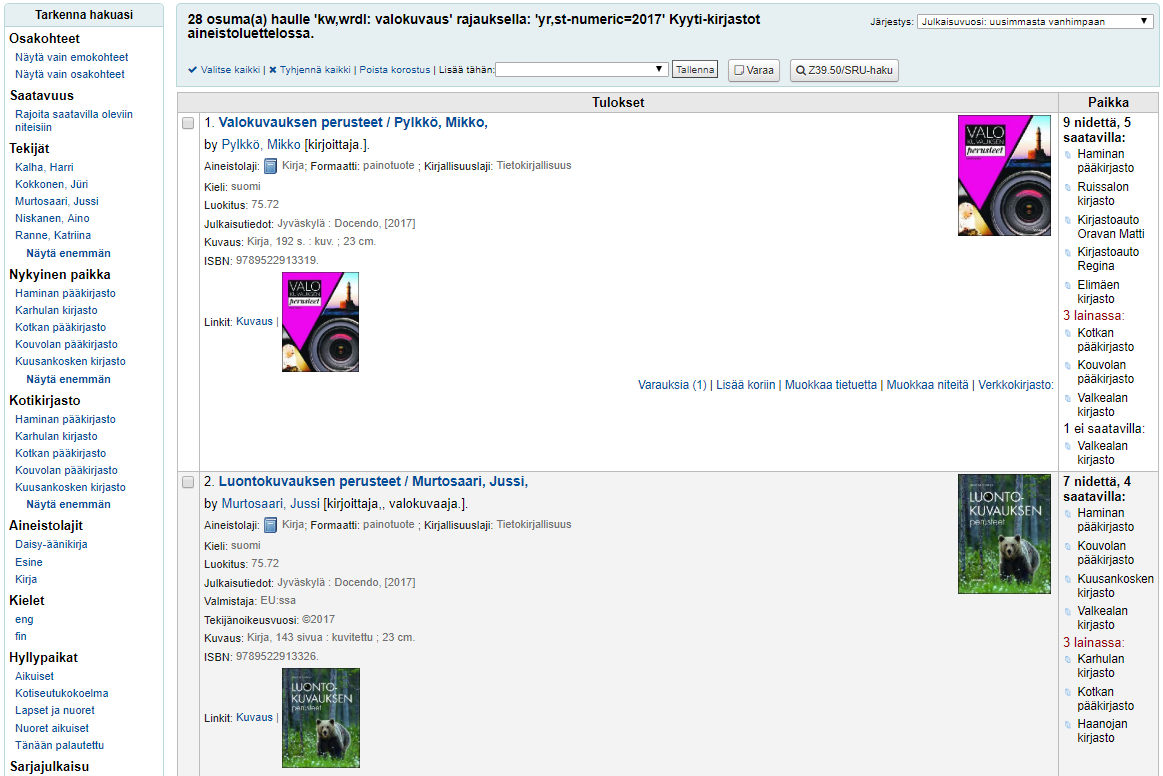 Tarkenna hakuasi
Osakohteet
Näytä vain emokohteet
Näytä vain osakohteet
Saatavuus
Rajoita saatavilla oleviin
niteisiin
Tekijät
Kalha, Harri
Kokkonen, Jüri
Murtosaari, Jussi
Niskanen, Aino
Ranne, Katriina
Näytä enemmän
Nykyinen paikka
Haminan pääkirjasto
Karhulan kirjasto
Kotkan pääkirjasto
Kouvolan pääkirjasto
Kuusankosken kirjasto
Näytä enemmän
Kotikirjasto
Haminan pääkirjasto
Karhulan kirjasto
Kotkan pääkirjasto
Kouvolan pääkirjasto
Kuusankosken kirjasto
Näytä enemmän
Aineistolajit
Daisy-äänikirja
Esine
Kirja
Kielet
eng
fin
Hyllypaikat
Aikuiset
Kotiseutukokoelma
Lapset ja nuoret
Nuoret aikuiset
Tänään palautettu
Sarjajulkaisu
28 osuma(a) haulle 'kw,wrdl: valokuvaus' rajauksella: 'yr,st-numeric=2017' Kyyti-kirjastot
aineistoluettelossa.
Järjestys: Julkaisuvuosi: uusimmasta vanhimpaan
Valitse kaikki | Tyhjennä kaikki | Poista korostus | Lisää tähän: Tallenna Varaa Z39.50/SRU-haku
Tulokset
Paikka
1. Valokuvauksen perusteet / Pylkkö, Mikko,
by Pylkkö, Mikko [kirjoittaja.].
Aineistolaji: Kirja; Formaatti: painotuote ; Kirjallisuuslaji: Tietokirjallisuus
Kieli: suomi
Luokitus: 75.72
Julkaisutiedot: Jyväskylä : Docendo, [2017]
Kuvaus: Kirja, 192 s. : kuv. ; 23 cm.
ISBN: 9789522913319.
Linkit: Kuvaus |
VALO
KUVAUKSEN
perusteet
Varauksia (1) | Lisää koriin | Muokkaa tietuetta | Muokkaa niteitä | Verkkokirjasto:
VALO
KUVAUKSEN
perusteet
9 nidettä, 5
saatavilla:
Haminan
pääkirjasto
Ruissalon
kirjasto
Kirjastoauto
Oravan Matti
Kirjastoauto
Regina
Elimäen
kirjasto
3 lainassa:
Kotkan
pääkirjasto
Kouvolan
pääkirjasto
Valkealan
kirjasto
1 ei saatavilla:
Valkealan
kirjasto
2. Luontokuvauksen perusteet / Murtosaari, Jussi,
by Murtosaari, Jussi [kirjoittaja,, valokuvaaja.].
Aineistolaji: Kirja; Formaatti: painotuote ; Kirjallisuuslaji: Tietokirjallisuus
Kieli: suomi
Luokitus: 75.72
Julkaisutiedot: Jyväskylä : Docendo, [2017]
Valmistaja: EU:ssa
Tekijänoikeusvuosi: ©2017
Kuvaus: Kirja, 143 sivua : kuvitettu ; 23 cm.
ISBN: 9789522913326.
Linkit: Kuvaus |
LUONTO-
KUVAUKSEN
perusteet
LUONTO-
KUVAUKSEN
perusteet
7 nidettä, 4
saatavilla:
Haminan
pääkirjasto
Kouvolan
pääkirjasto
Kuusankosken
kirjasto
Valkealan
kirjasto
3 lainassa:
Karhulan
kirjasto
Kotkan
pääkirjasto
Haanojan
kirjasto